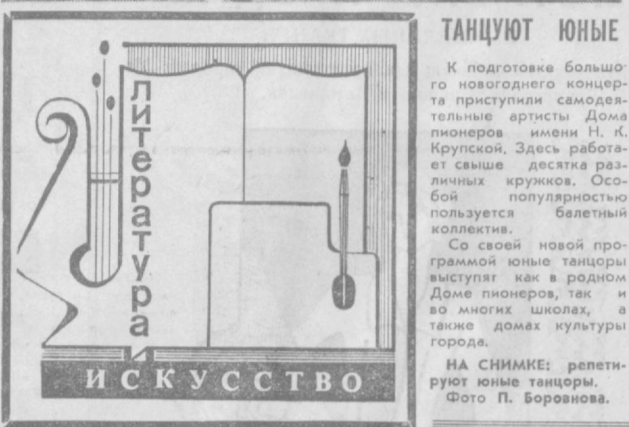 литература
и
ИСКУССТВО
ТАНЦУЮТ ЮНЫЕ
К подготовке большо-
го новогоднего концер-
та приступили самодея-
тельные артисты Дома
пионеров имени Н. К.
Крупской. Здесь работа-
ет свыше десятка раз-
личных кружков. Осо-
бой популярностью
пользуется балетный
коллектив.
Со своей новой про-
граммой юные танцоры
выступят как в родном
Доме пионеров, так и
во многих школах, а
также домах культуры
города.
НА СНИМКЕ: репети-
руют юные танцоры.
Фото П. Боровнова.